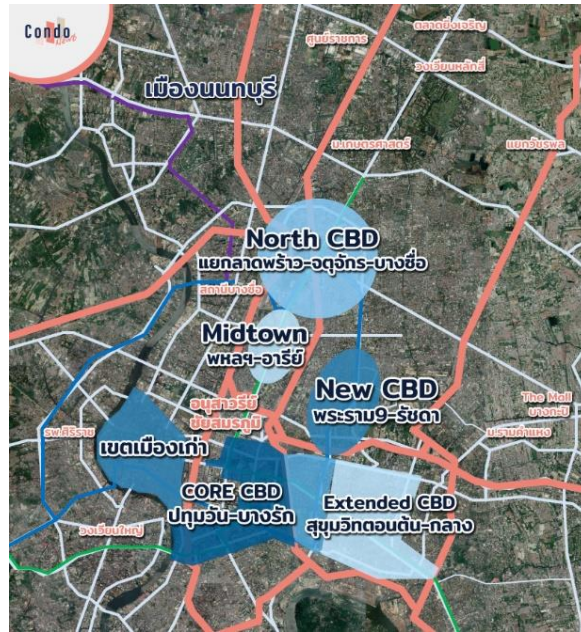 Condo
ศูนย์ราชการ
ตลาดยิ่งเจริญ
วงเวียนหลักสี่
เมืองนนทบุรี
ม.เกษตรศาสตร์
แยกวัชรพล
North CBD
แยกลาดพร้าว-จตุจักร-บางซื่อ
สถานีบางซื่อ
Midtown
พหลฯ-อารีย์
New CBD
พระราม9-รัชดา
The Mall
บางกะปิ
อนุสาวรีย์
ชัยสมรภูมิ
รพ.ศิริราช
เขตเมืองเก่า
ม.รามคำแหง
CORE CBD
ปทุมวัน-บางรัก
Extended CBD
สุขุมวิทตอนต้น-กลาง
วงเวียนใหญ่